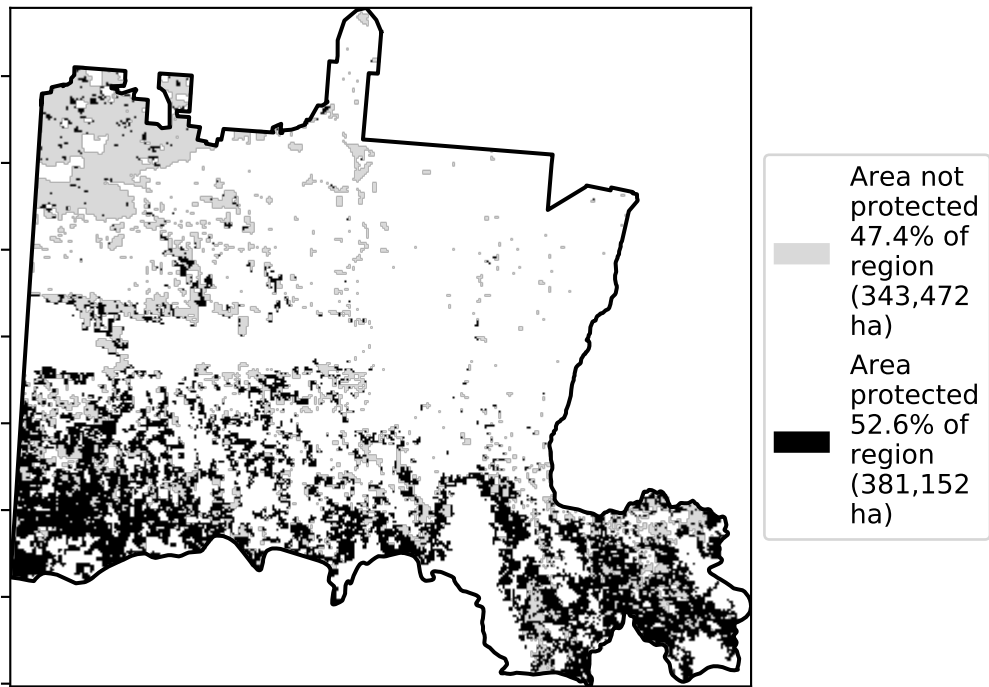 Area not
protected
47.4% of
region
(343,472
ha)
Area
protected
52.6% of
region
(381,152
ha)